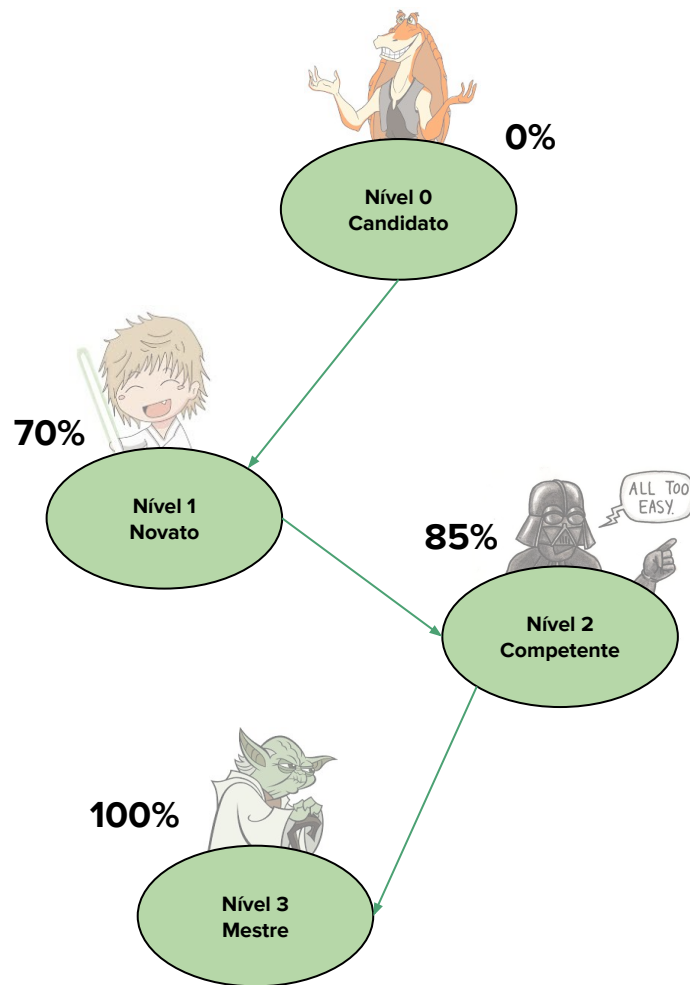 0%
Nível 0
Candidato
70%
Nível 1
Novato
85%
ALL TOO
EASY.
Nível 2
Competente
100%
Nível 3
Mestre